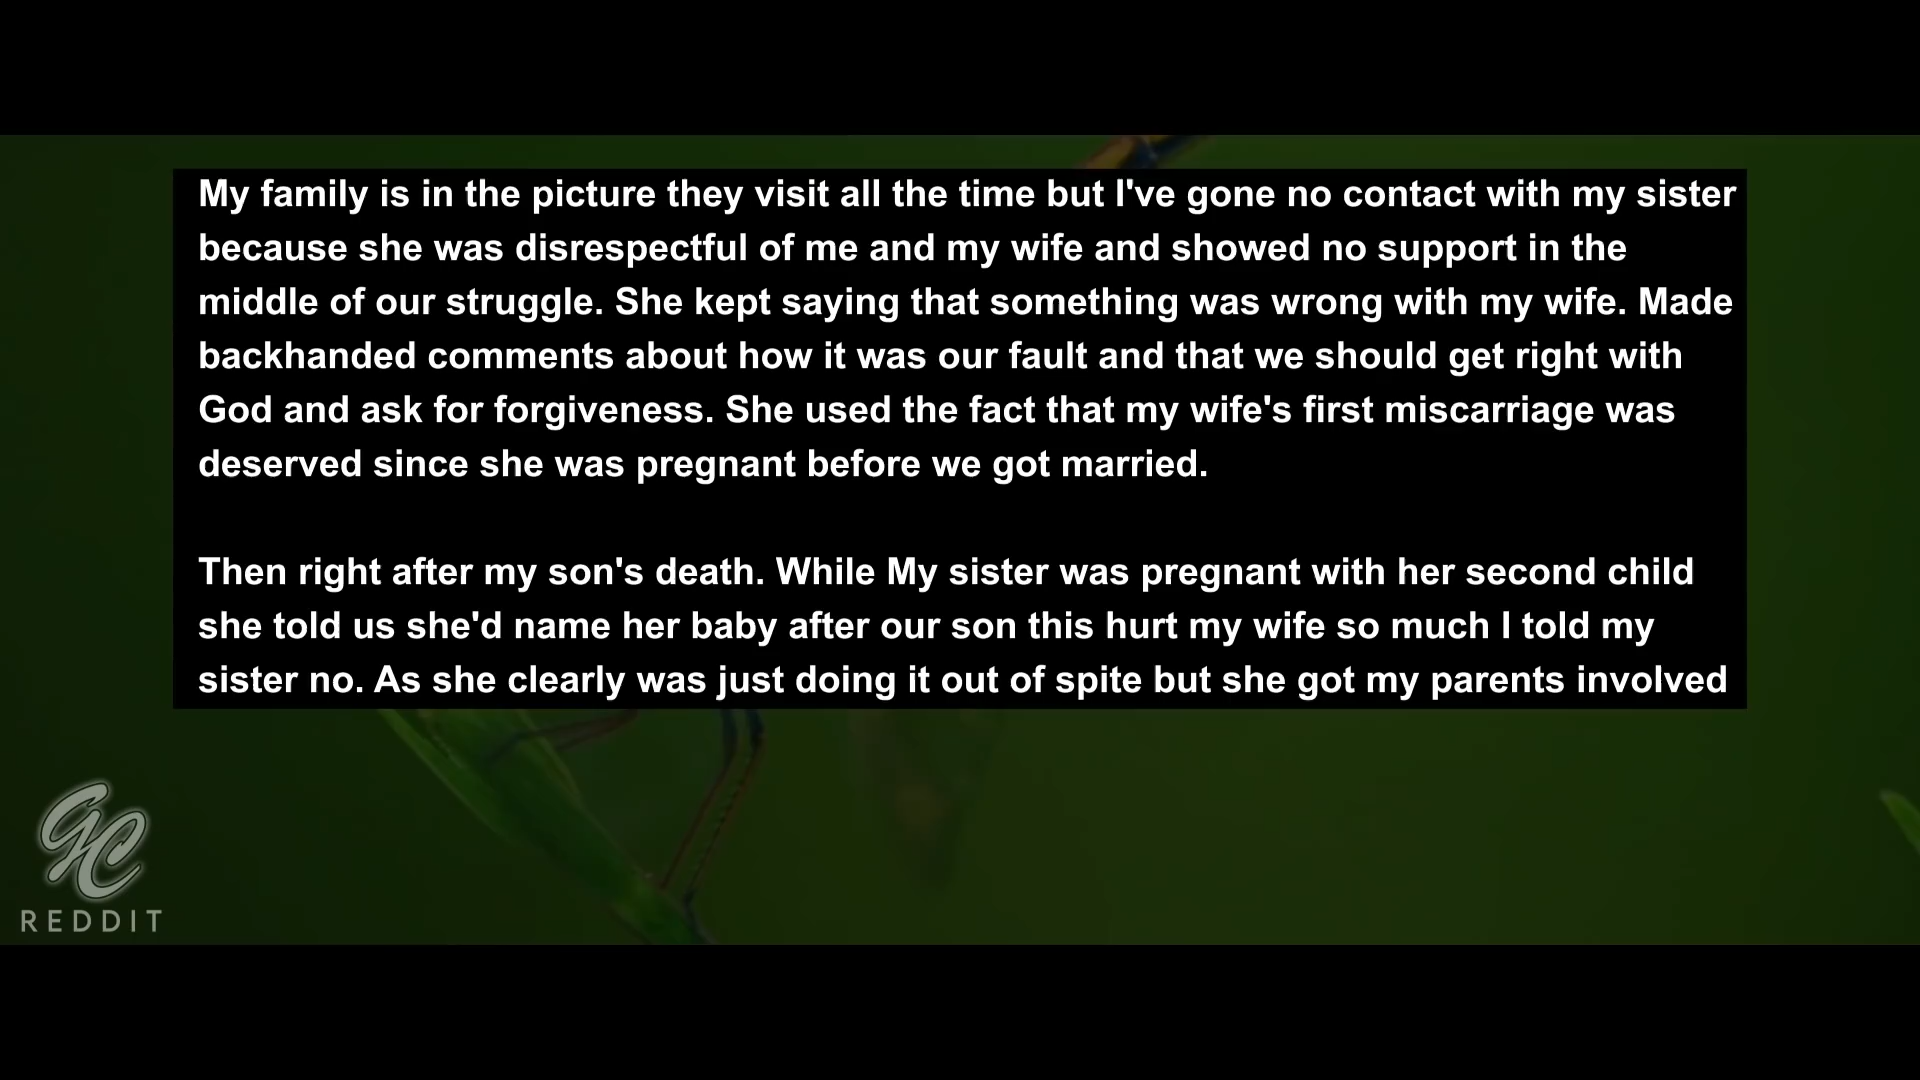 My family is in the picture they visit all the time but I've gone no contact with my sister
because she was disrespectful of me and my wife and showed no support in the
middle of our struggle. She kept saying that something was wrong with my wife. Made
backhanded comments about how it was our fault and that we should get right with
God and ask for forgiveness. She used the fact that my wife's first miscarriage was
deserved since she was pregnant before we got married.
Then right after my son's death. While My sister was pregnant with her second child
she told us she'd name her baby after our son this hurt my wife so much I told my
sister no. As she clearly was just doing it out of spite but she got my parents involved
GC
REDDIT